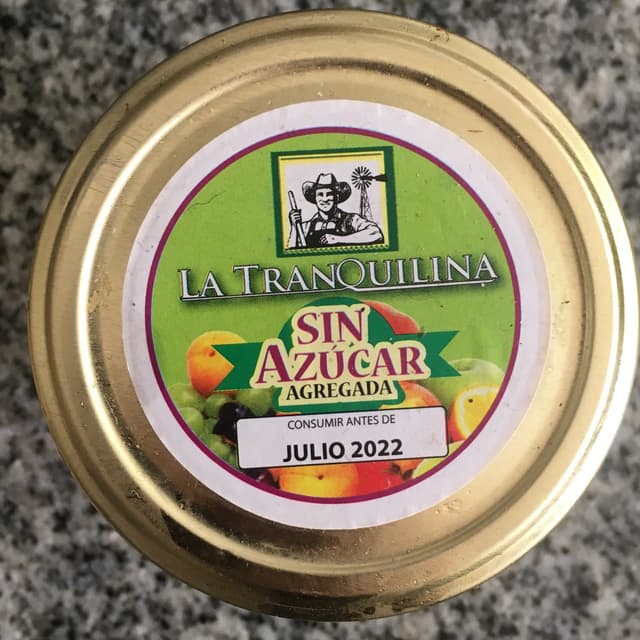 LA TRANQUILINA
SIN
AZÚCAR
AGREGADA
CONSUMIR ANTES DE
JULIO 2022